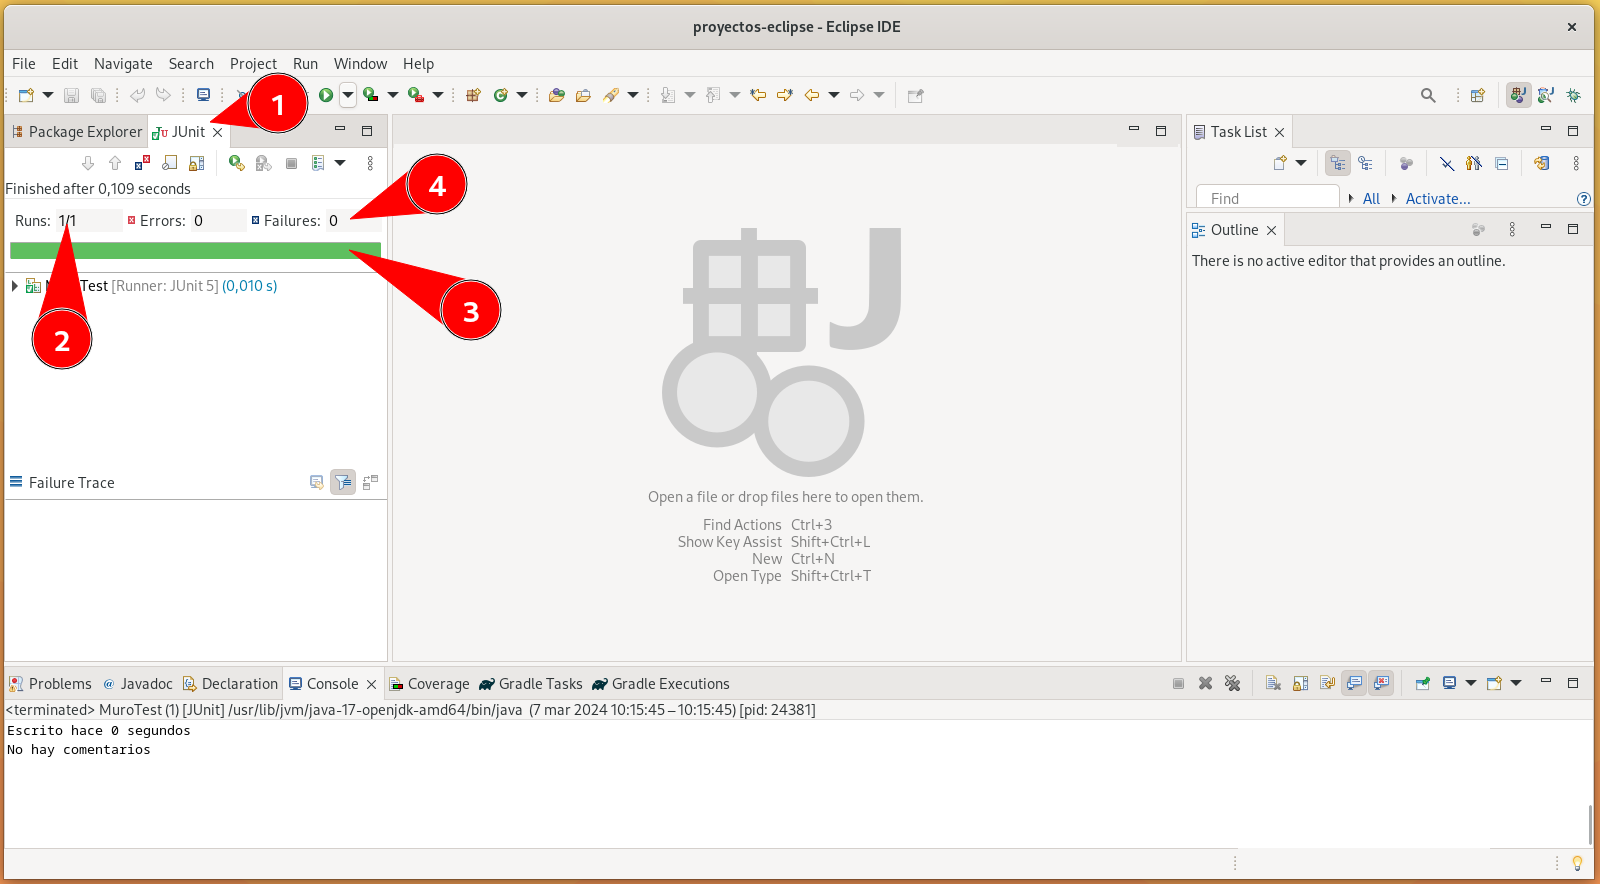 proyectos-eclipse - Eclipse IDE
File Edit Navigate Search Project Run Window Help
1
Package Explorer JUnit
Finished after 0,109 seconds
Runs: 1/1 Errors: 0 Failures: 0
4
Test [Runner: JUnit 5] (0,010 s)
3
2
Failure Trace
Open a file or drop files here to open them.
Find Actions Ctrl+3
Show Key Assist Shift+Ctrl+L
New Ctrl+N
Open Type Shift+Ctrl+T
Task List
Find All Activate...
Outline
There is no active editor that provides an outline.
Problems Javadoc Declaration Console Coverage Gradle Tasks Gradle Executions
<terminated> MuroTest (1) [JUnit] /usr/lib/jvm/java-17-openjdk-amd64/bin/java (7 mar 2024 10:15:45 – 10:15:45) [pid: 24381]
Escrito hace 0 segundos
No hay comentarios